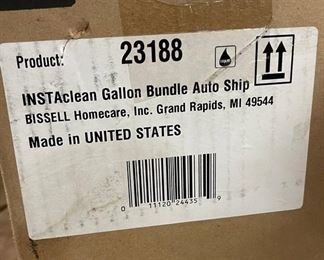 Product: 23188
INSTAclean Gallon Bundle Auto Ship
BISSELL Homecare, Inc. Grand Rapids, MI 49544
Made in UNITED STATES
0 11120 24435 9